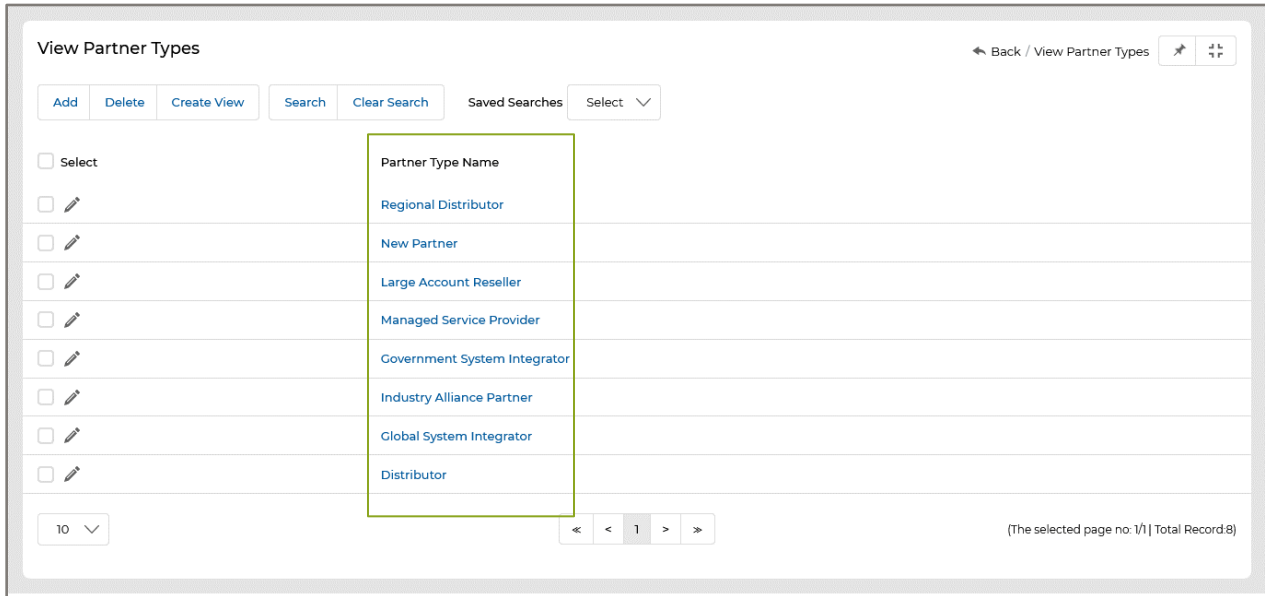 View Partner Types
Back / View Partner Types
Add Delete Create View Search Clear Search Saved Searches Select
Select Partner Type Name
Regional Distributor
New Partner
Large Account Reseller
Managed Service Provider
Government System Integrator
Industry Alliance Partner
Global System Integrator
Distributor
10 « < 1 > » (The selected page no: 1/1 | Total Record:8)